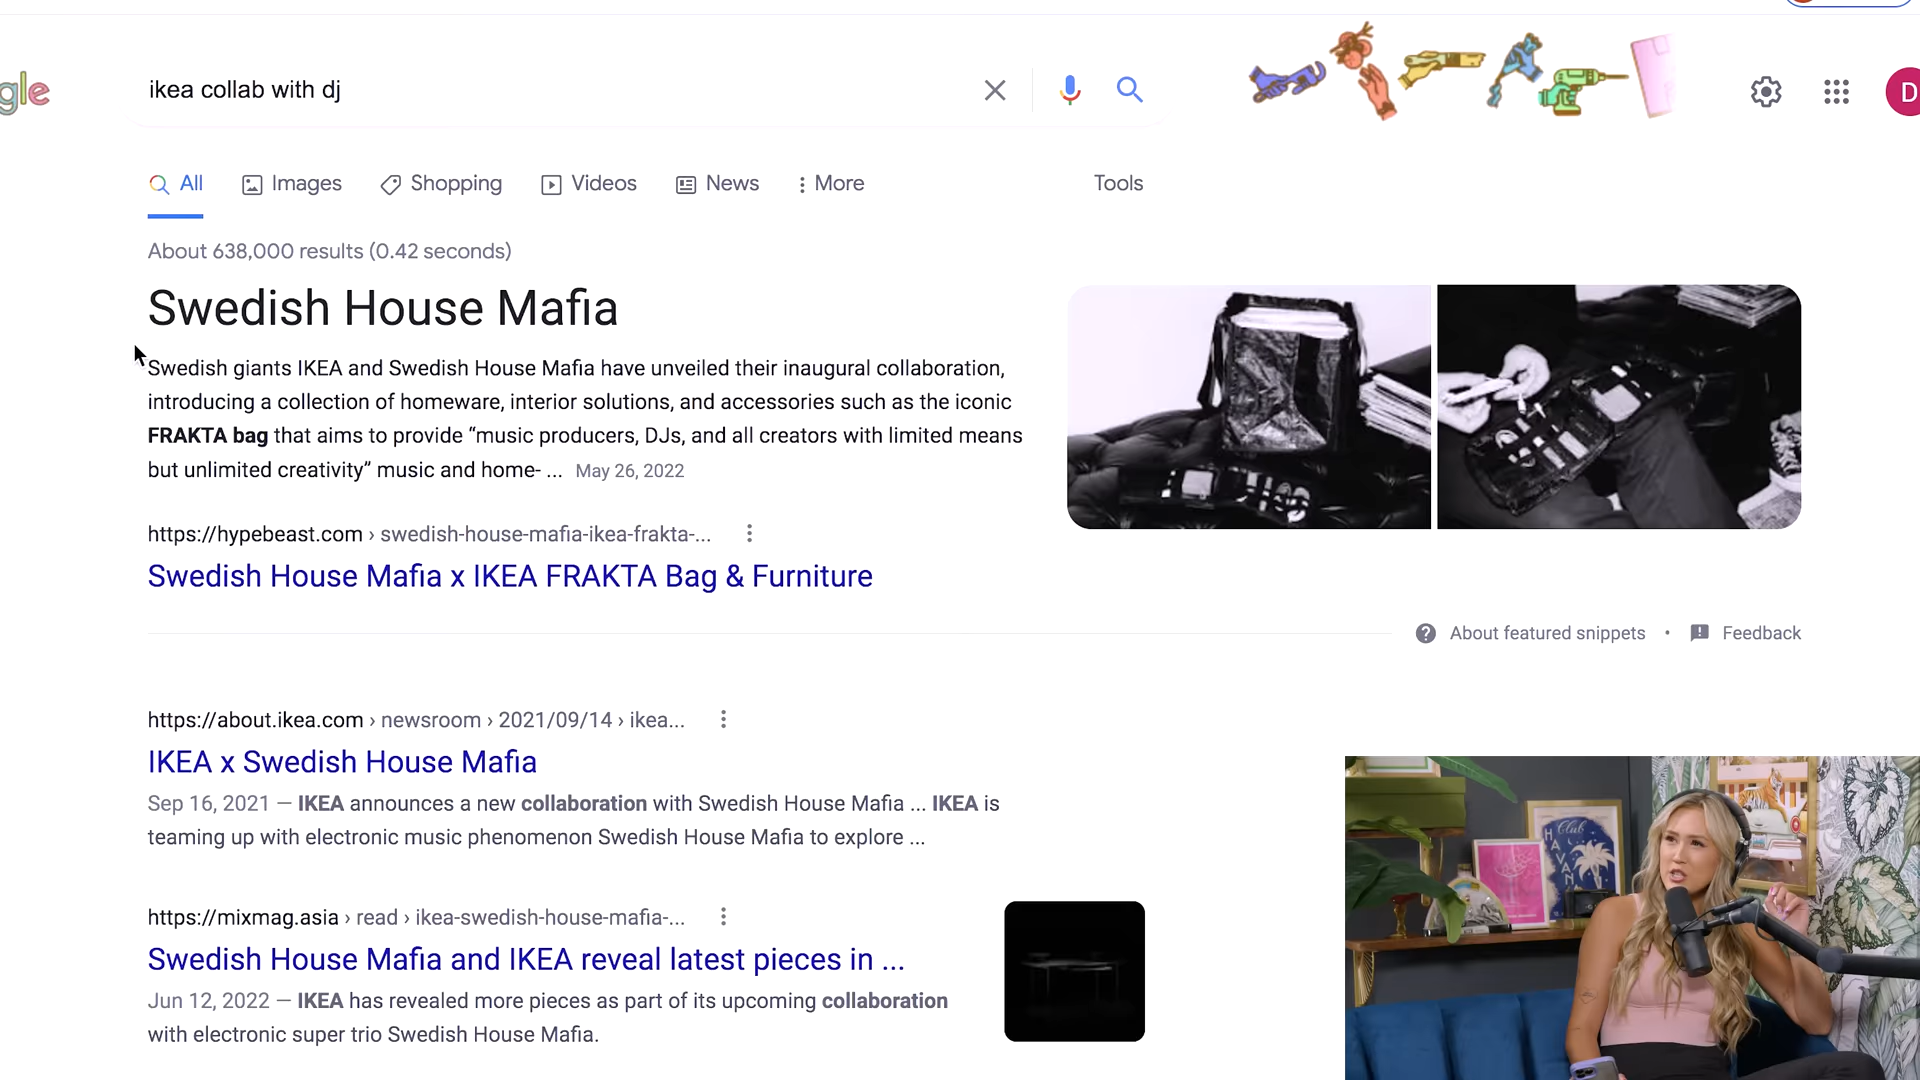 gle
ikea collab with dj
D
All
Images
Shopping
Videos
News
More
Tools
About 638,000 results (0.42 seconds)
Swedish House Mafia
Swedish giants IKEA and Swedish House Mafia have unveiled their inaugural collaboration,
introducing a collection of homeware, interior solutions, and accessories such as the iconic
FRAKTA bag that aims to provide “music producers, DJs, and all creators with limited means
but unlimited creativity” music and home- ... May 26, 2022
https://hypebeast.com › swedish-house-mafia-ikea-frakta-...
Swedish House Mafia x IKEA FRAKTA Bag & Furniture
About featured snippets • Feedback
https://about.ikea.com › newsroom › 2021/09/14 › ikea...
IKEA x Swedish House Mafia
Sep 16, 2021 — IKEA announces a new collaboration with Swedish House Mafia ... IKEA is
teaming up with electronic music phenomenon Swedish House Mafia to explore ...
https://mixmag.asia › read › ikea-swedish-house-mafia-...
Swedish House Mafia and IKEA reveal latest pieces in ...
Jun 12, 2022 — IKEA has revealed more pieces as part of its upcoming collaboration
with electronic super trio Swedish House Mafia.
Club
HAVAN